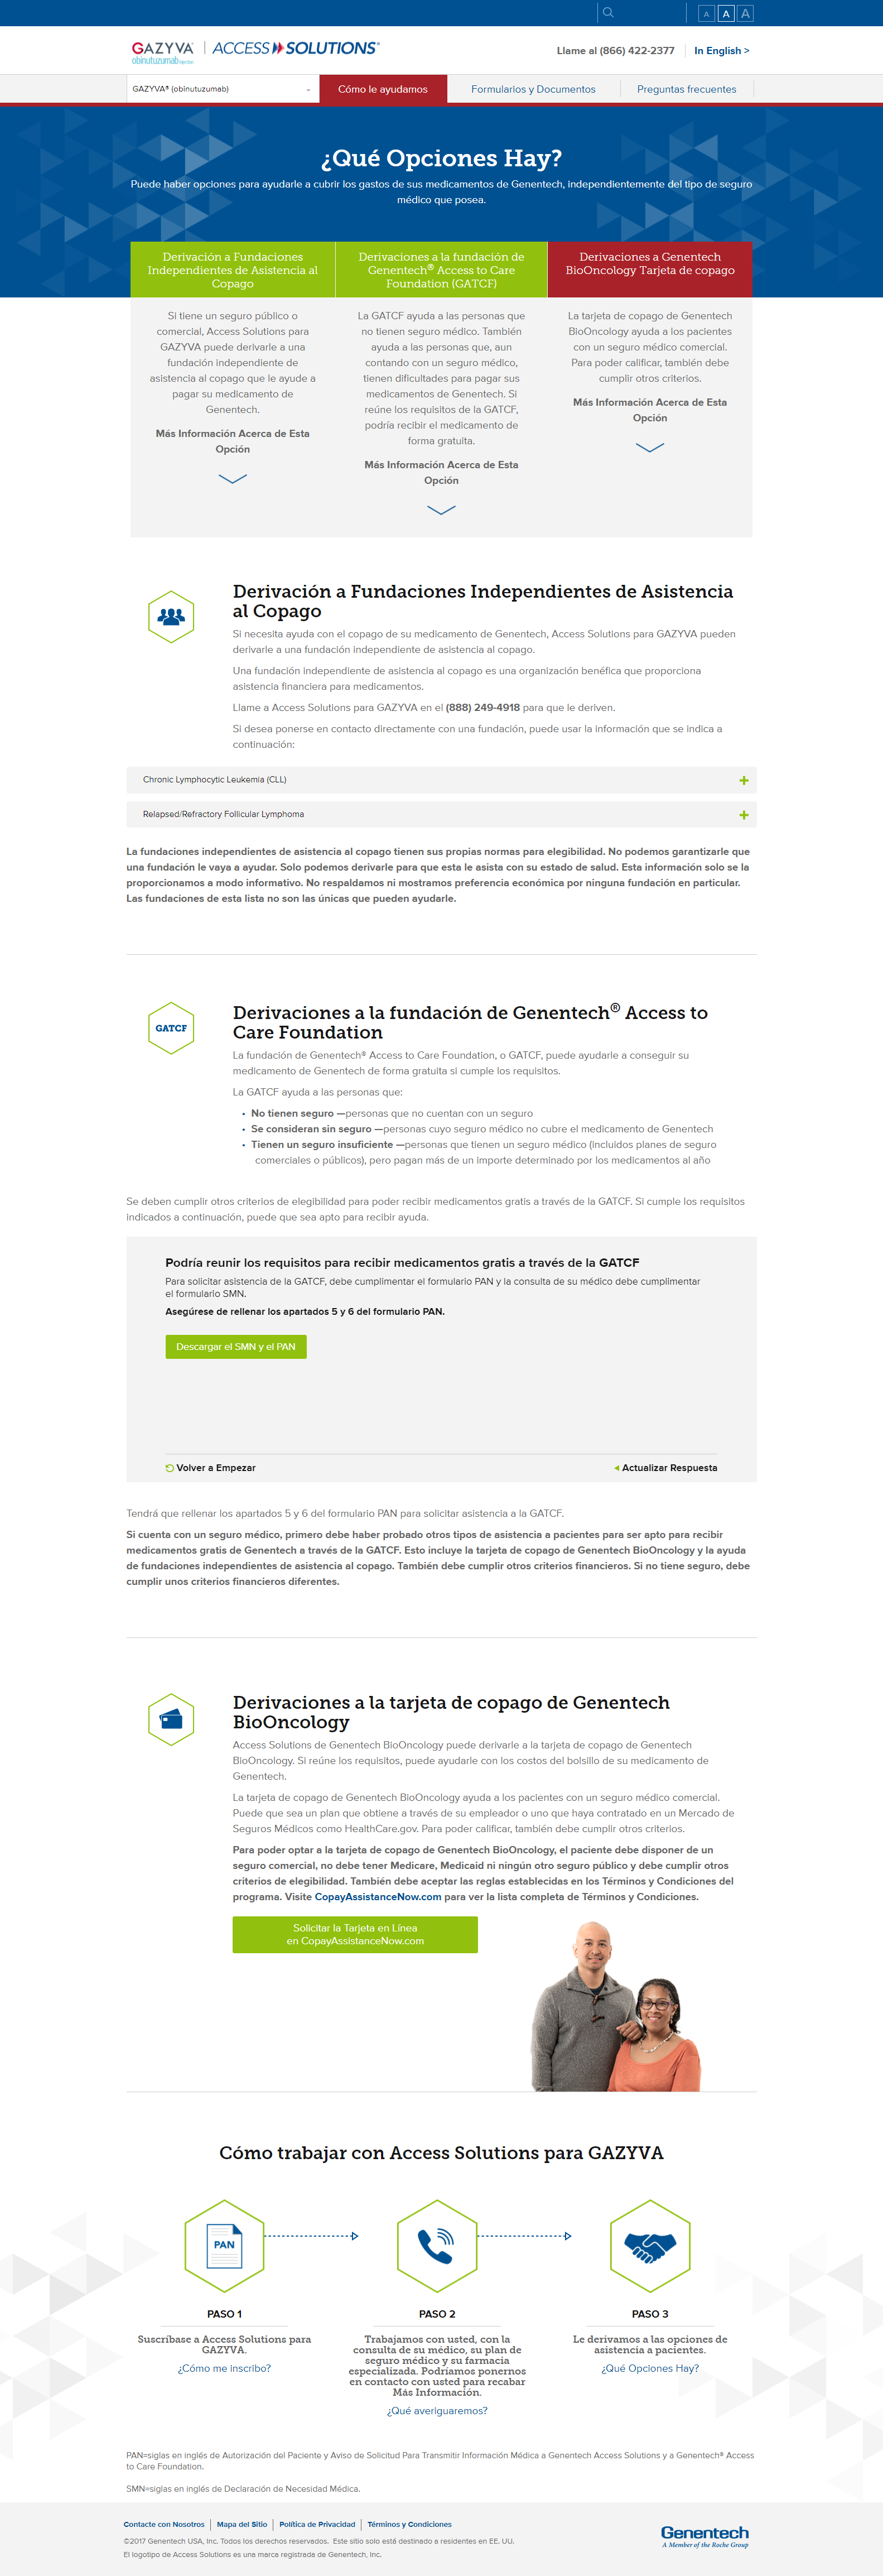 A A A
GAZYVA® obinutuzumab injection | ACCESS SOLUTIONS®
Llame al (866) 422-2377
In English >
GAZYVA® (obinutuzumab)
Cómo le ayudamos
Formularios y Documentos
Preguntas frecuentes
¿Qué Opciones Hay?
Puede haber opciones para ayudarle a cubrir los gastos de sus medicamentos de Genentech, independientemente del tipo de seguro
médico que posea.
Derivación a Fundaciones
Independientes de Asistencia al
Copago
Si tiene un seguro público o
comercial, Access Solutions para
GAZYVA puede derivarle a una
fundación independiente de
asistencia al copago que le ayude a
pagar su medicamento de
Genentech.
Más Información Acerca de Esta
Opción
Derivaciones a la fundación de
Genentech® Access to Care
Foundation (GATCF)
La GATCF ayuda a las personas que
no tienen seguro médico. También
ayuda a las personas que, aun
contando con un seguro médico,
tienen dificultades para pagar sus
medicamentos de Genentech. Si
reúne los requisitos de la GATCF,
podría recibir el medicamento de
forma gratuita.
Más Información Acerca de Esta
Opción
Derivaciones a Genentech
BioOncology Tarjeta de copago
La tarjeta de copago de Genentech
BioOncology ayuda a los pacientes
con un seguro médico comercial.
Para poder calificar, también debe
cumplir otros criterios.
Más Información Acerca de Esta
Opción
Derivación a Fundaciones Independientes de Asistencia
al Copago
Si necesita ayuda con el copago de su medicamento de Genentech, Access Solutions para GAZYVA pueden
derivarle a una fundación independiente de asistencia al copago.
Una fundación independiente de asistencia al copago es una organización benéfica que proporciona
asistencia financiera para medicamentos.
Llame a Access Solutions para GAZYVA en el (888) 249-4918 para que le deriven.
Si desea ponerse en contacto directamente con una fundación, puede usar la información que se indica a
continuación:
Chronic Lymphocytic Leukemia (CLL)
Relapsed/Refractory Follicular Lymphoma
La fundaciones independientes de asistencia al copago tienen sus propias normas para elegibilidad. No podemos garantizarle que
una fundación le vaya a ayudar. Solo podemos derivarle para que esta le asista con su estado de salud. Esta información solo se la
proporcionamos a modo informativo. No respaldamos ni mostramos preferencia económica por ninguna fundación en particular.
Las fundaciones de esta lista no son las únicas que pueden ayudarle.
GATCF
Derivaciones a la fundación de Genentech® Access to
Care Foundation
La fundación de Genentech® Access to Care Foundation, o GATCF, puede ayudarle a conseguir su
medicamento de Genentech de forma gratuita si cumple los requisitos.
La GATCF ayuda a las personas que:
• No tienen seguro —personas que no cuentan con un seguro
• Se consideran sin seguro —personas cuyo seguro médico no cubre el medicamento de Genentech
• Tienen un seguro insuficiente —personas que tienen un seguro médico (incluidos planes de seguro
comerciales o públicos), pero pagan más de un importe determinado por los medicamentos al año
Se deben cumplir otros criterios de elegibilidad para poder recibir medicamentos gratis a través de la GATCF. Si cumple los requisitos
indicados a continuación, puede que sea apto para recibir ayuda.
Podría reunir los requisitos para recibir medicamentos gratis a través de la GATCF
Para solicitar asistencia de la GATCF, debe cumplimentar el formulario PAN y la consulta de su médico debe cumplimentar
el formulario SMN.
Asegúrese de rellenar los apartados 5 y 6 del formulario PAN.
Descargar el SMN y el PAN
Volver a Empezar
Actualizar Respuesta
Tendrá que rellenar los apartados 5 y 6 del formulario PAN para solicitar asistencia a la GATCF.
Si cuenta con un seguro médico, primero debe haber probado otros tipos de asistencia a pacientes para ser apto para recibir
medicamentos gratis de Genentech a través de la GATCF. Esto incluye la tarjeta de copago de Genentech BioOncology y la ayuda
de fundaciones independientes de asistencia al copago. También debe cumplir otros criterios financieros. Si no tiene seguro, debe
cumplir unos criterios financieros diferentes.
Derivaciones a la tarjeta de copago de Genentech
BioOncology
Access Solutions de Genentech BioOncology puede derivarle a la tarjeta de copago de Genentech
BioOncology. Si reúne los requisitos, puede ayudarle con los costos del bolsillo de su medicamento de
Genentech.
La tarjeta de copago de Genentech BioOncology ayuda a los pacientes con un seguro médico comercial.
Puede que sea un plan que obtiene a través de su empleador o uno que haya contratado en un Mercado de
Seguros Médicos como HealthCare.gov. Para poder calificar, también debe cumplir otros criterios.
Para poder optar a la tarjeta de copago de Genentech BioOncology, el paciente debe disponer de un
seguro comercial, no debe tener Medicare, Medicaid ni ningún otro seguro público y debe cumplir otros
criterios de elegibilidad. También debe aceptar las reglas establecidas en los Términos y Condiciones del
programa. Visite CopayAssistanceNow.com para ver la lista completa de Términos y Condiciones.
Solicitar la Tarjeta en Línea
en CopayAssistanceNow.com
Cómo trabajar con Access Solutions para GAZYVA
PAN
PASO 1
Suscríbase a Access Solutions para
GAZYVA.
¿Cómo me inscribo?
PASO 2
Trabajamos con usted, con la
consulta de su médico, su plan de
seguro médico y su farmacia
especializada. Podríamos ponernos
en contacto con usted para recabar
Más Información.
¿Qué averiguaremos?
PASO 3
Le derivamos a las opciones de
asistencia a pacientes.
¿Qué Opciones Hay?
PAN=siglas en inglés de Autorización del Paciente y Aviso de Solicitud Para Transmitir Información Médica a Genentech Access Solutions y a Genentech® Access
to Care Foundation.
SMN=siglas en inglés de Declaración de Necesidad Médica.
Contacte con Nosotros | Mapa del Sitio | Política de Privacidad | Términos y Condiciones
©2017 Genentech USA, Inc. Todos los derechos reservados. Este sitio solo está destinado a residentes en EE. UU.
El logotipo de Access Solutions es una marca registrada de Genentech, Inc.
Genentech
A Member of the Roche Group